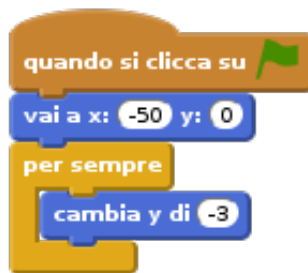 quando si clicca su
vai a x: -50 y: 0
per sempre
cambia y di -3